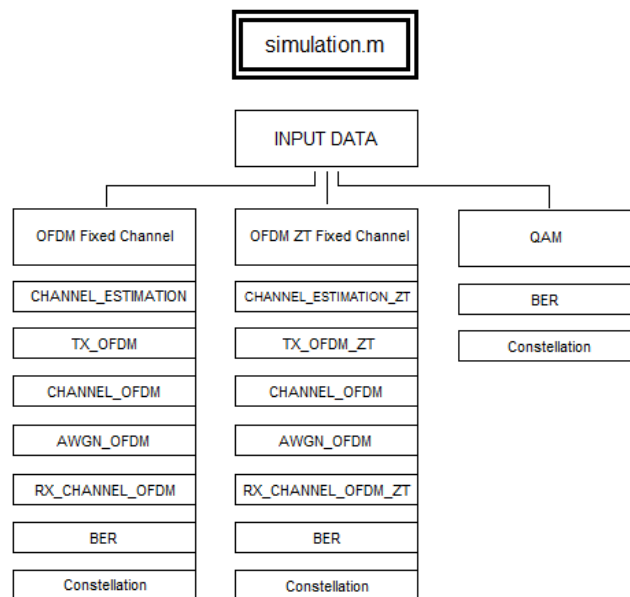 simulation.m
INPUT DATA
OFDM Fixed Channel
CHANNEL_ESTIMATION
TX_OFDM
CHANNEL_OFDM
AWGN_OFDM
RX_CHANNEL_OFDM
BER
Constellation
OFDM ZT Fixed Channel
CHANNEL_ESTIMATION_ZT
TX_OFDM_ZT
CHANNEL_OFDM
AWGN_OFDM
RX_CHANNEL_OFDM_ZT
BER
Constellation
QAM
BER
Constellation